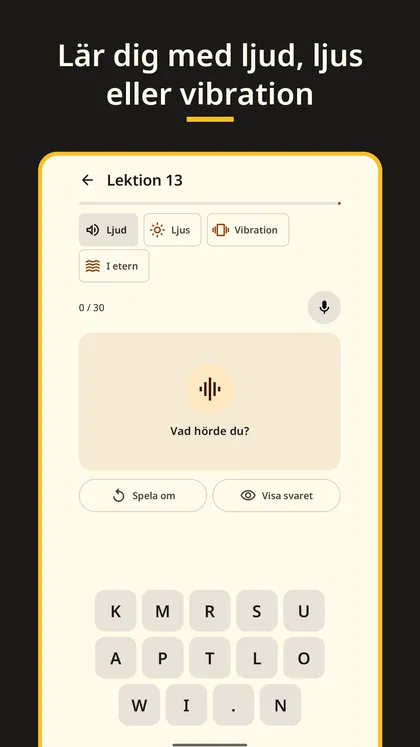 Lär dig med ljud, ljus
eller vibration
Lektion 13
Ljud Ljus Vibration
I etern
0 / 30
Vad hörde du?
Spela om Visa svaret
K M R S U
A P T L O
W I . N